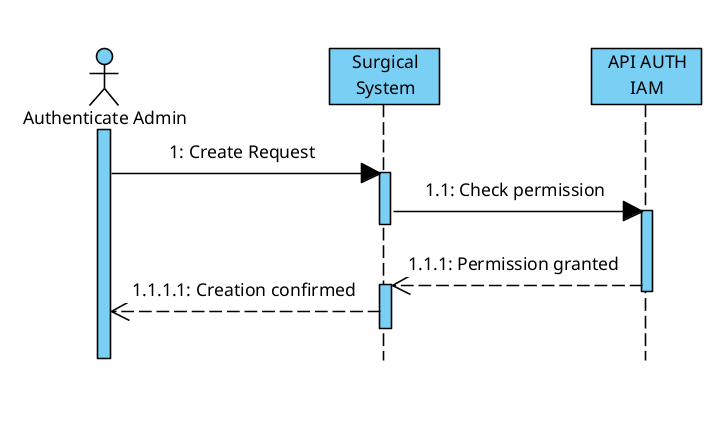 Surgical
System
API AUTH
IAM
Authenticate Admin
1: Create Request
1.1: Check permission
1.1.1: Permission granted
1.1.1.1: Creation confirmed